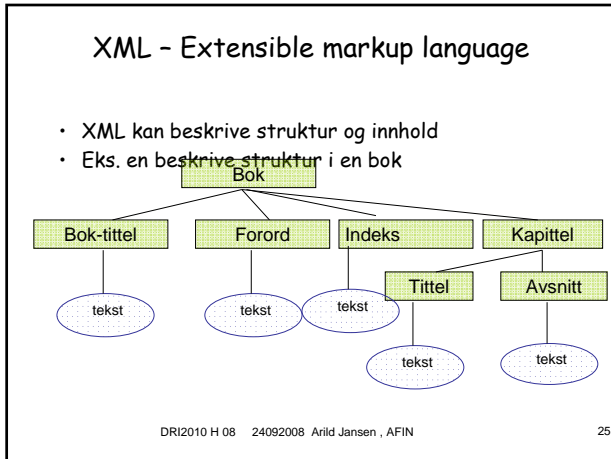 XML – Extensible markup language
• XML kan beskrive struktur og innhold
• Eks. en beskrive struktur i en bok
Bok
Bok-tittel Forord Indeks Kapittel
tekst tekst tekst Tittel Avsnitt
tekst tekst
DRI2010 H 08 24092008 Arild Jansen , AFIN 25